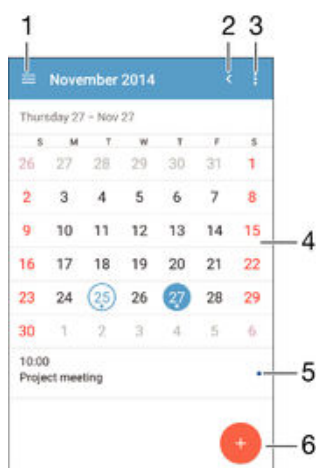 1 2 3
November 2014
Thursday 27 – Nov 27
S M T W T F S
26 27 28 29 30 31 1
2 3 4 5 6 7 8
9 10 11 12 13 14 15
4
16 17 18 19 20 21 22
23 24 25 26 27 28 29
30 1 2 3 4 5 6
10:00
Project meeting
5
6